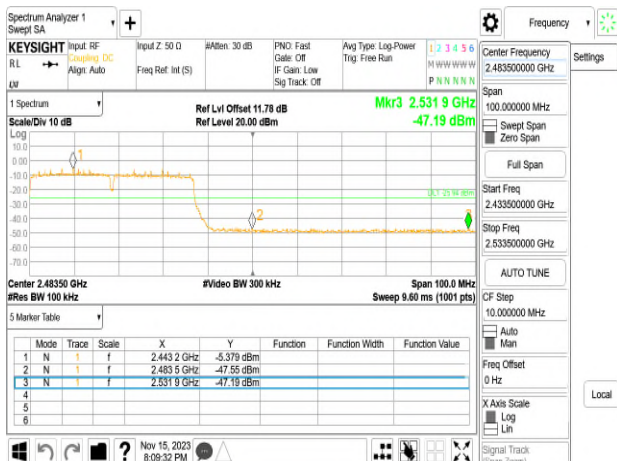 Spectrum Analyzer 1
Swept SA
+
Frequency
KEYSIGHT Input: RF Input Z: 50 Ω #Atten: 30 dB PNO: Fast Avg Type: Log-Power 1 2 3 4 5 6
RL Coupling: DC Gate: Off Trig: Free Run M W W W W W
Align: Auto Freq Ref: Int (S) IF Gain: Low
Sig Track: Off P N N N N N
LXI
Center Frequency
2.483500000 GHz
Settings
1 Spectrum
Ref Lvl Offset 11.78 dB
Mkr3 2.531 9 GHz
Scale/Div 10 dB
Ref Level 20.00 dBm
-47.19 dBm
Span
100.000000 MHz
Swept Span
Zero Span
Full Span
Start Freq
2.433500000 GHz
Stop Freq
2.533500000 GHz
AUTO TUNE
CF Step
10.000000 MHz
Auto
Man
Freq Offset
0 Hz
X Axis Scale
Log
Lin
Signal Track
Local
Log
10.0
0.00
-10.0
-20.0
-30.0
-40.0
-50.0
-60.0
-70.0
1
2
Center 2.48350 GHz #Video BW 300 kHz Span 100.0 MHz
#Res BW 100 kHz Sweep 9.60 ms (1001 pts)
5 Marker Table
Mode Trace Scale X Y Function Function Width Function Value
1 N 1 f 2.443 2 GHz -5.379 dBm
2 N 1 f 2.483 5 GHz -47.55 dBm
3 N 1 f 2.531 9 GHz -47.19 dBm
4
5
6
?
Nov 15, 2023
8:09:32 PM